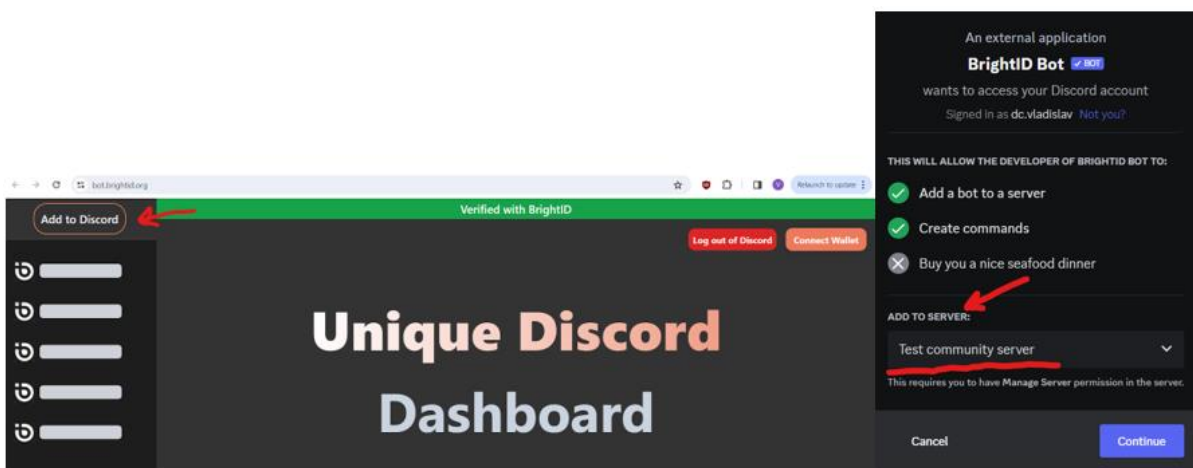 bot.brightid.org
Relaunch to update
Add to Discord
Verified with BrightID
Log out of Discord
Connect Wallet
Unique Discord
Dashboard
An external application
BrightID Bot ✓ BOT
wants to access your Discord account
Signed in as dc.vladislav Not you?
THIS WILL ALLOW THE DEVELOPER OF BRIGHTID BOT TO:
Add a bot to a server
Create commands
Buy you a nice seafood dinner
ADD TO SERVER:
Test community server
This requires you to have Manage Server permission in the server.
Cancel
Continue